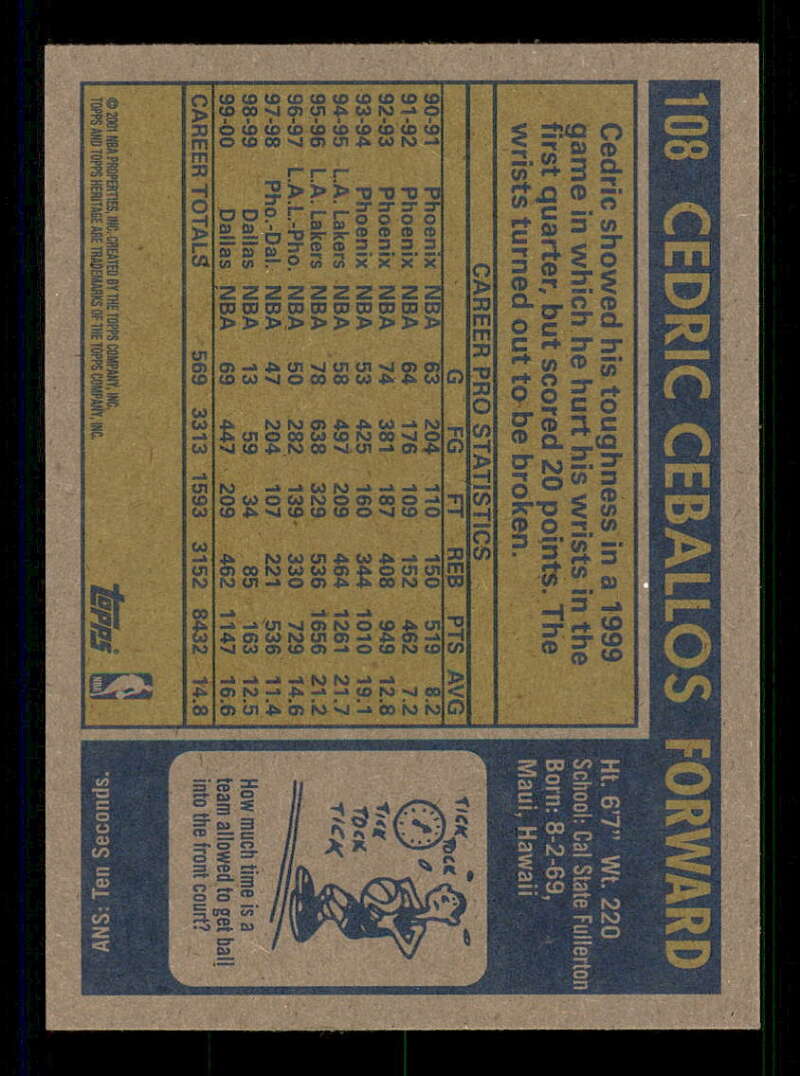 108 CEDRIC CEBALLOS FORWARD
Cedric showed his toughness in a 1999
game in which he hurt his wrists in the
first quarter, but scored 20 points. The
wrists turned out to be broken.
CAREER PRO STATISTICS
G FG FT REB PTS AVG
90-91 Phoenix NBA 63 204 110 150 519 8.2
91-92 Phoenix NBA 64 176 109 152 462 7.2
92-93 Phoenix NBA 74 381 187 408 949 12.8
93-94 Phoenix NBA 53 425 160 344 1010 19.1
94-95 L.A. Lakers NBA 58 497 209 464 1261 21.7
95-96 L.A. Lakers NBA 78 638 329 536 1656 21.2
96-97 L.A.L.-Pho. NBA 50 282 139 330 729 14.6
97-98 Pho.-Dal. NBA 47 204 107 221 536 11.4
98-99 Dallas NBA 13 59 34 85 163 12.5
99-00 Dallas NBA 69 447 209 462 1147 16.6
CAREER TOTALS 569 3313 1593 3152 8432 14.8
© 2001 NBA PROPERTIES, INC. CREATED BY THE TOPPS COMPANY, INC.
TOPPS AND TOPPS HERITAGE ARE TRADEMARKS OF THE TOPPS COMPANY, INC.
topps
NBA
Ht. 6'7" Wt. 220
School: Cal State Fullerton
Born: 8-2-69,
Maui, Hawaii
TICK TOCK
TICK
TOCK
TICK
How much time is a
team allowed to get ball
into the front court?
ANS: Ten Seconds.